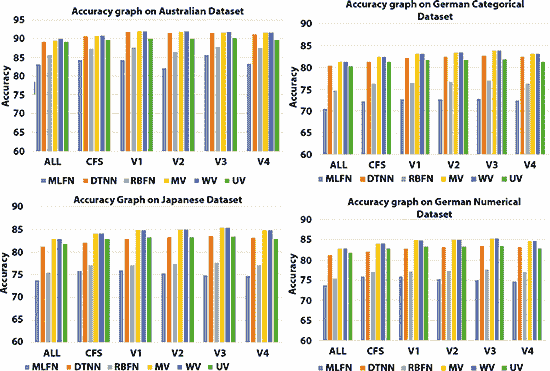 Accuracy graph on Australian Dataset
95
90
85
80
75
70
65
60
Accuracy
ALL CFS V1 V2 V3 V4
MLFN DTNN RBFN MV WV UV
Accuracy graph on German Categorical
Dataset
90
85
80
75
70
65
60
Accuracy
ALL CFS V1 V2 V3 V4
MLFN DTNN RBFN MV WV UV
Accuracy Graph on Japanese Dataset
90
85
80
75
70
65
60
Accuracy
ALL CFS V1 V2 V3 V4
MLFN DTNN RBFN MV WV UV
Accuracy graph on German Numerical
Dataset
90
85
80
75
70
65
60
Accuracy
ALL CFS V1 V2 V3 V4
MLFN DTNN RBFN MV WV UV